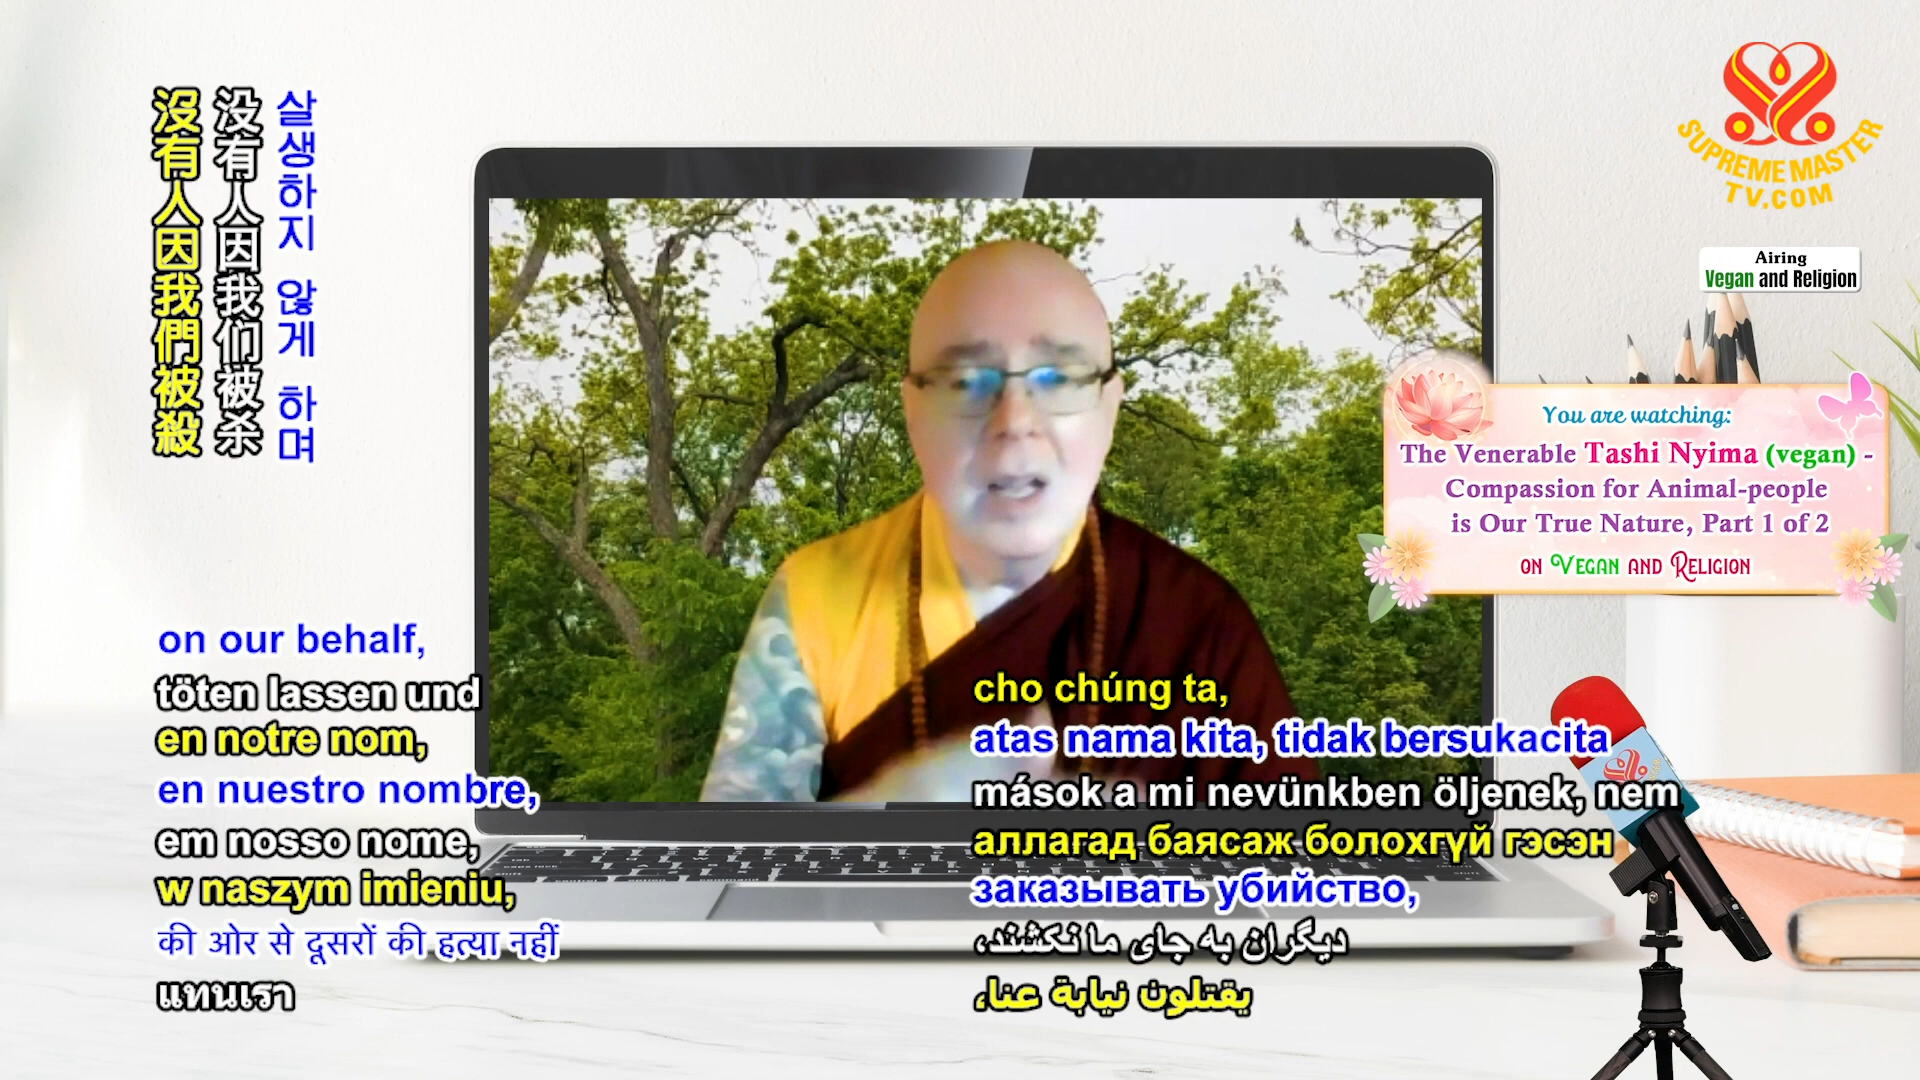 沒有人因我們被殺
没有人因我们被杀
살생하지 않게 하며
SUPREME MASTER
TV.COM
Airing
Vegan and Religion
You are watching:
The Venerable Tashi Nyima (vegan) -
Compassion for Animal-people
is Our True Nature, Part 1 of 2
on Vegan and Religion
on our behalf,
töten lassen und
en notre nom,
en nuestro nombre,
em nosso nome,
w naszym imieniu,
की ओर से दूसरों की हत्या नहीं
แทนเรา
cho chúng ta,
atas nama kita, tidak bersukacita
mások a mi nevünkben öljenek, nem
аллагад баясаж болохгүй гэсэн
заказывать убийство,
دیگران به جای ما نکشند،
يقتلون نيابة عنا،